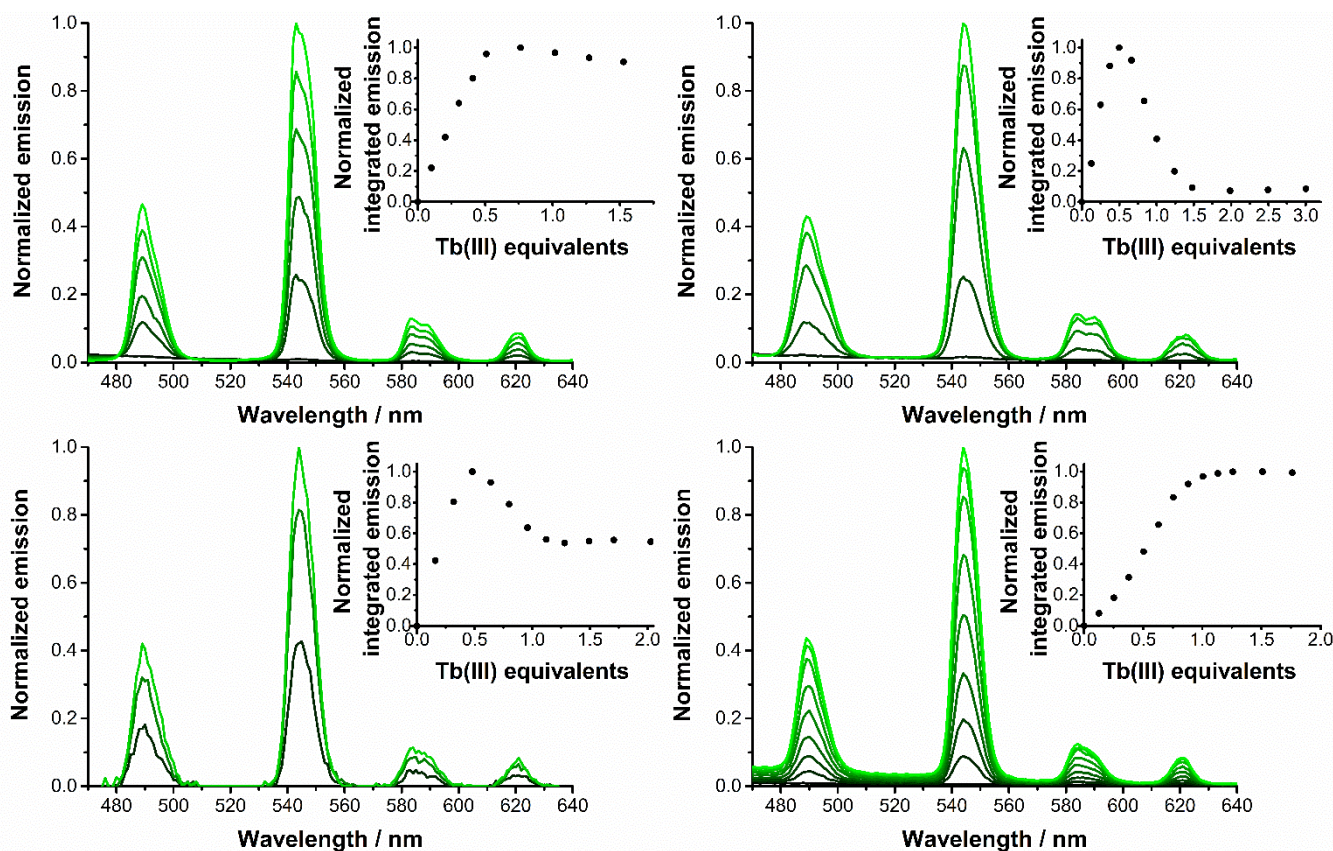 1.0
0.8
0.6
0.4
0.2
0.0
Normalized emission
480 500 520 540 560 580 600 620 640
Wavelength / nm
1.0
0.8
0.6
0.4
0.2
0.0
Normalized
integrated emission
0.0 0.5 1.0 1.5
Tb(III) equivalents
1.0
0.8
0.6
0.4
0.2
0.0
Normalized emission
480 500 520 540 560 580 600 620 640
Wavelength / nm
1.0
0.8
0.6
0.4
0.2
0.0
Normalized
integrated emission
0.0 0.5 1.0 1.5 2.0 2.5 3.0
Tb(III) equivalents
1.0
0.8
0.6
0.4
0.2
0.0
Normalized emission
480 500 520 540 560 580 600 620 640
Wavelength / nm
1.0
0.8
0.6
0.4
0.2
0.0
Normalized
integrated emission
0.0 0.5 1.0 1.5 2.0
Tb(III) equivalents
1.0
0.8
0.6
0.4
0.2
0.0
Normalized emission
480 500 520 540 560 580 600 620 640
Wavelength / nm
1.0
0.8
0.6
0.4
0.2
0.0
Normalized
integrated emission
0.0 0.5 1.0 1.5 2.0
Tb(III) equivalents